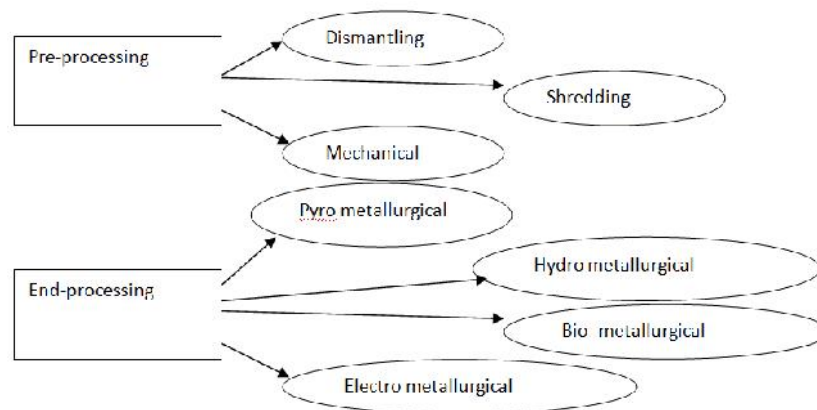 Dismantling
Pre-processing
Shredding
Mechanical
Pyro metallurgical
Hydro metallurgical
End-processing
Bio metallurgical
Electro metallurgical